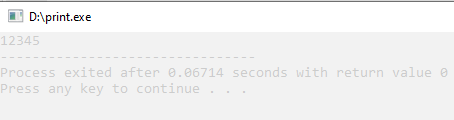 D:\print.exe
12345
--------------------------------
Process exited after 0.06714 seconds with return value 0
Press any key to continue . . .